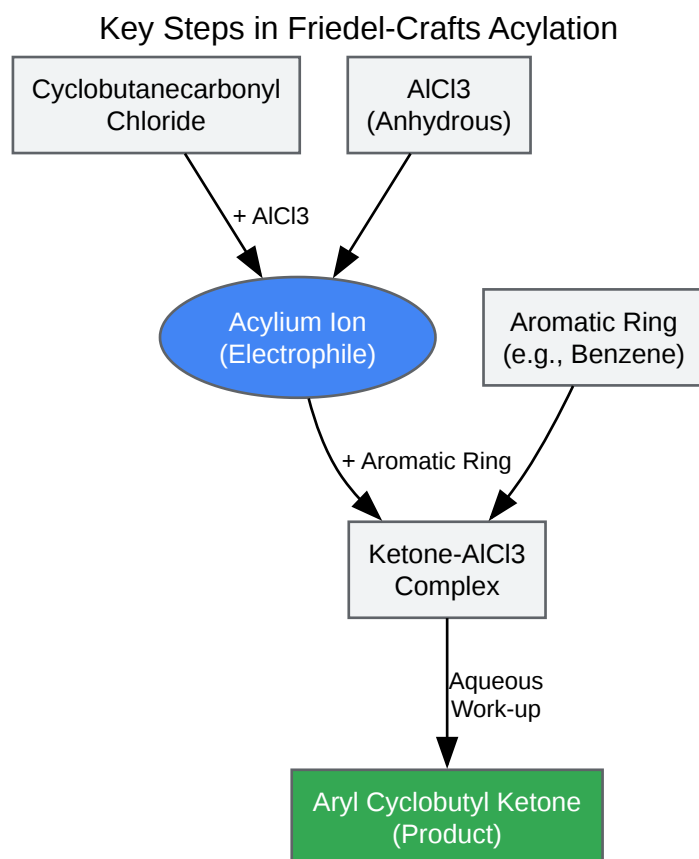 Key Steps in Friedel-Crafts Acylation
Cyclobutanecarbonyl
Chloride
AlCl3
(Anhydrous)
+ AlCl3
Acylium Ion
(Electrophile)
Aromatic Ring
(e.g., Benzene)
+ Aromatic Ring
Ketone-AlCl3
Complex
Aqueous
Work-up
Aryl Cyclobutyl Ketone
(Product)